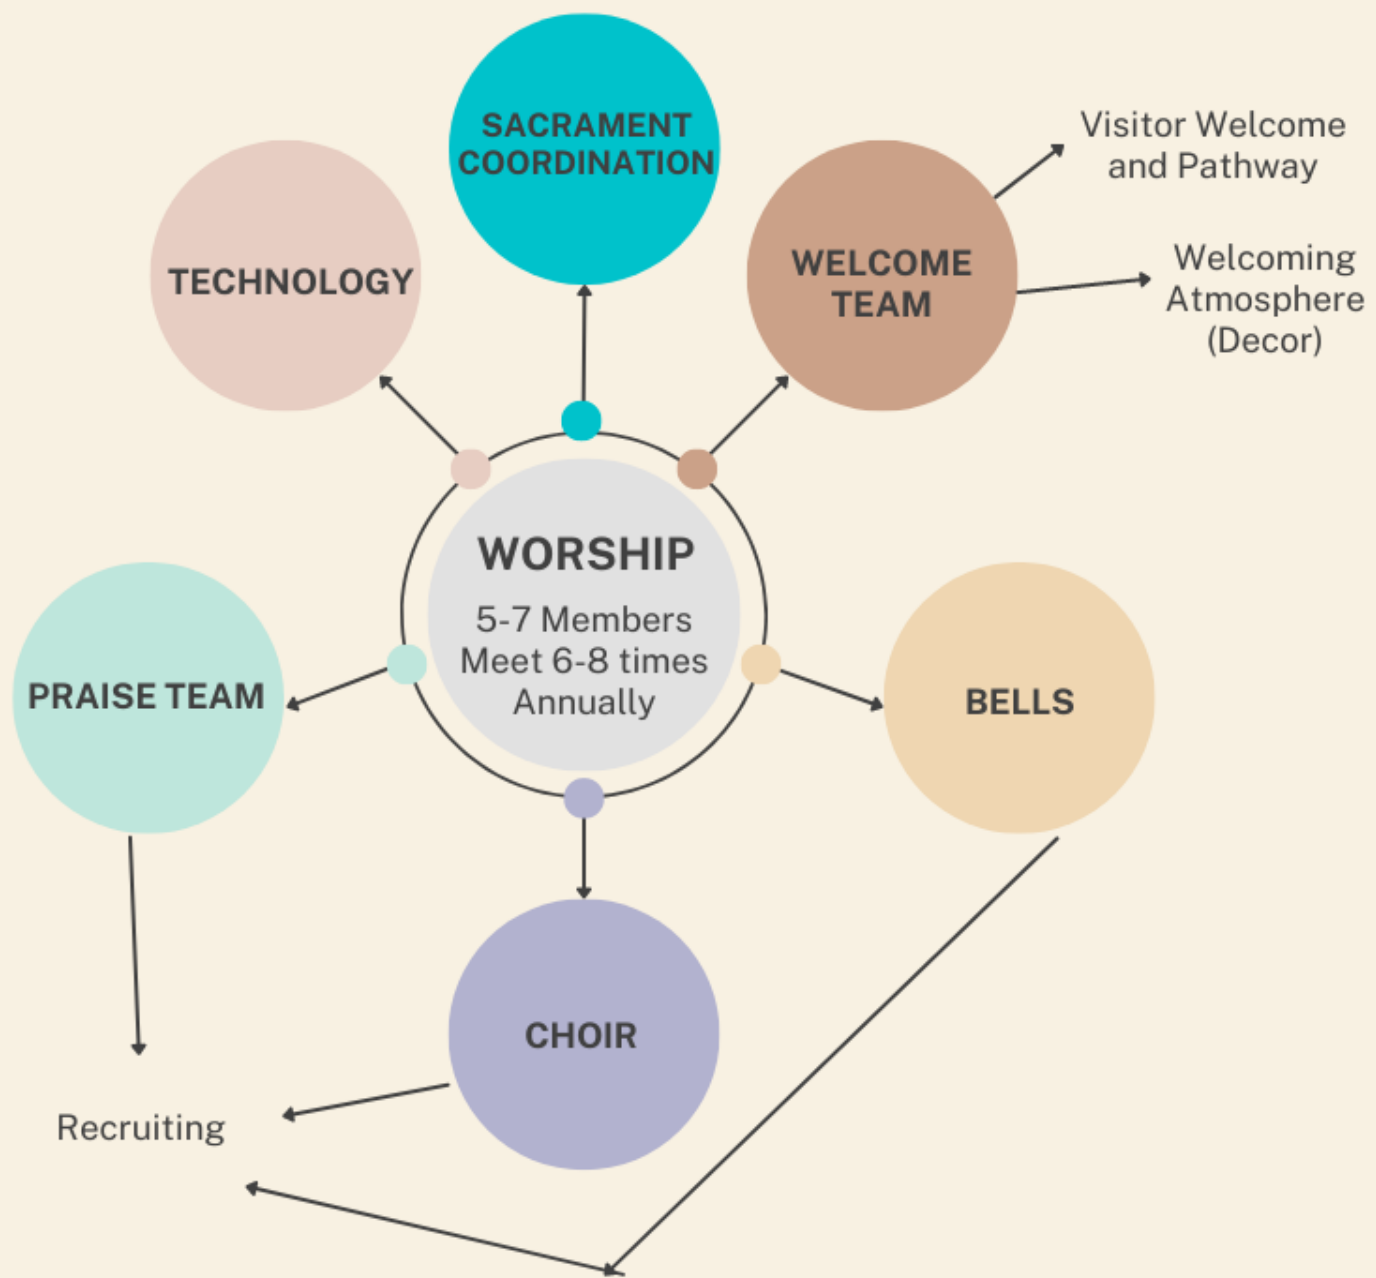 SACRAMENT
COORDINATION
Visitor Welcome
and Pathway
TECHNOLOGY
WELCOME
TEAM
Welcoming
Atmosphere
(Decor)
WORSHIP
5-7 Members
Meet 6-8 times
Annually
PRAISE TEAM
BELLS
CHOIR
Recruiting